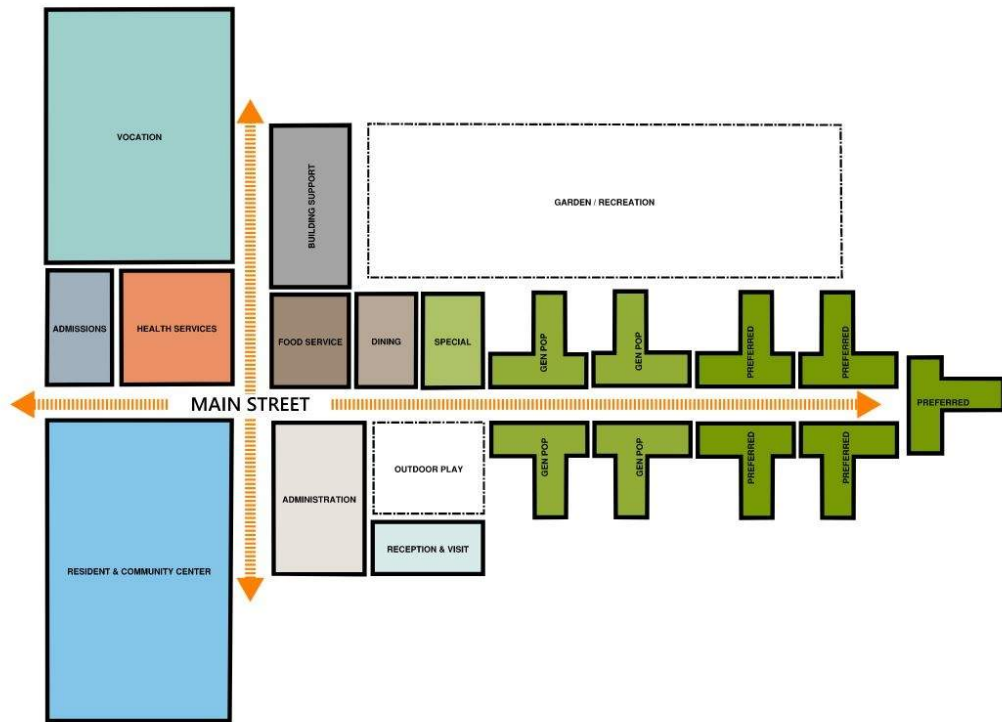 VOCATION
BUILDING SUPPORT
GARDEN / RECREATION
ADMISSIONS
HEALTH SERVICES
FOOD SERVICE
DINING
SPECIAL
GEN POP
GEN POP
PREFERRED
PREFERRED
PREFERRED
MAIN STREET
RESIDENT & COMMUNITY CENTER
ADMINISTRATION
OUTDOOR PLAY
GEN POP
GEN POP
PREFERRED
PREFERRED
RECEPTION & VISIT